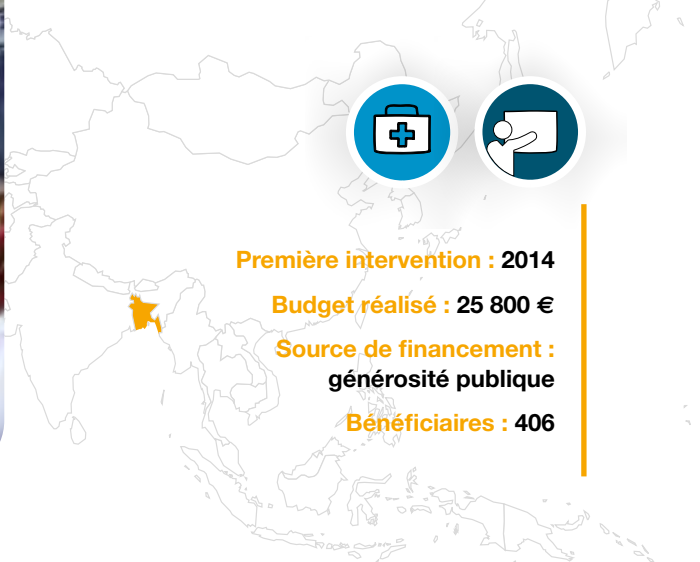 Première intervention : 2014
Budget réalisé : 25 800 €
Source de financement :
générosité publique
Bénéficiaires : 406